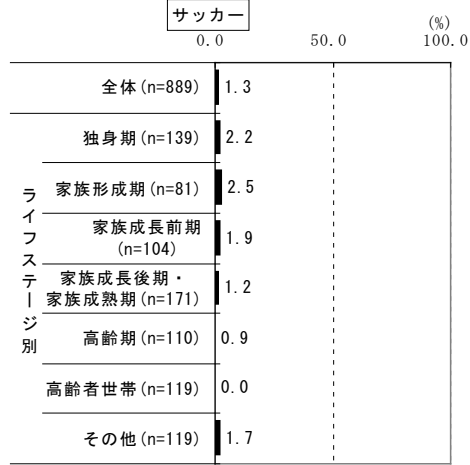 サッカー
(%)
0.0 50.0 100.0
全体(n=889) 1.3
独身期(n=139) 2.2
家族形成期(n=81) 2.5
家族成長前期
(n=104) 1.9
家族成長後期・
家族成熟期(n=171) 1.2
高齢期(n=110) 0.9
高齢者世帯(n=119) 0.0
その他(n=119) 1.7
ライフステージ別